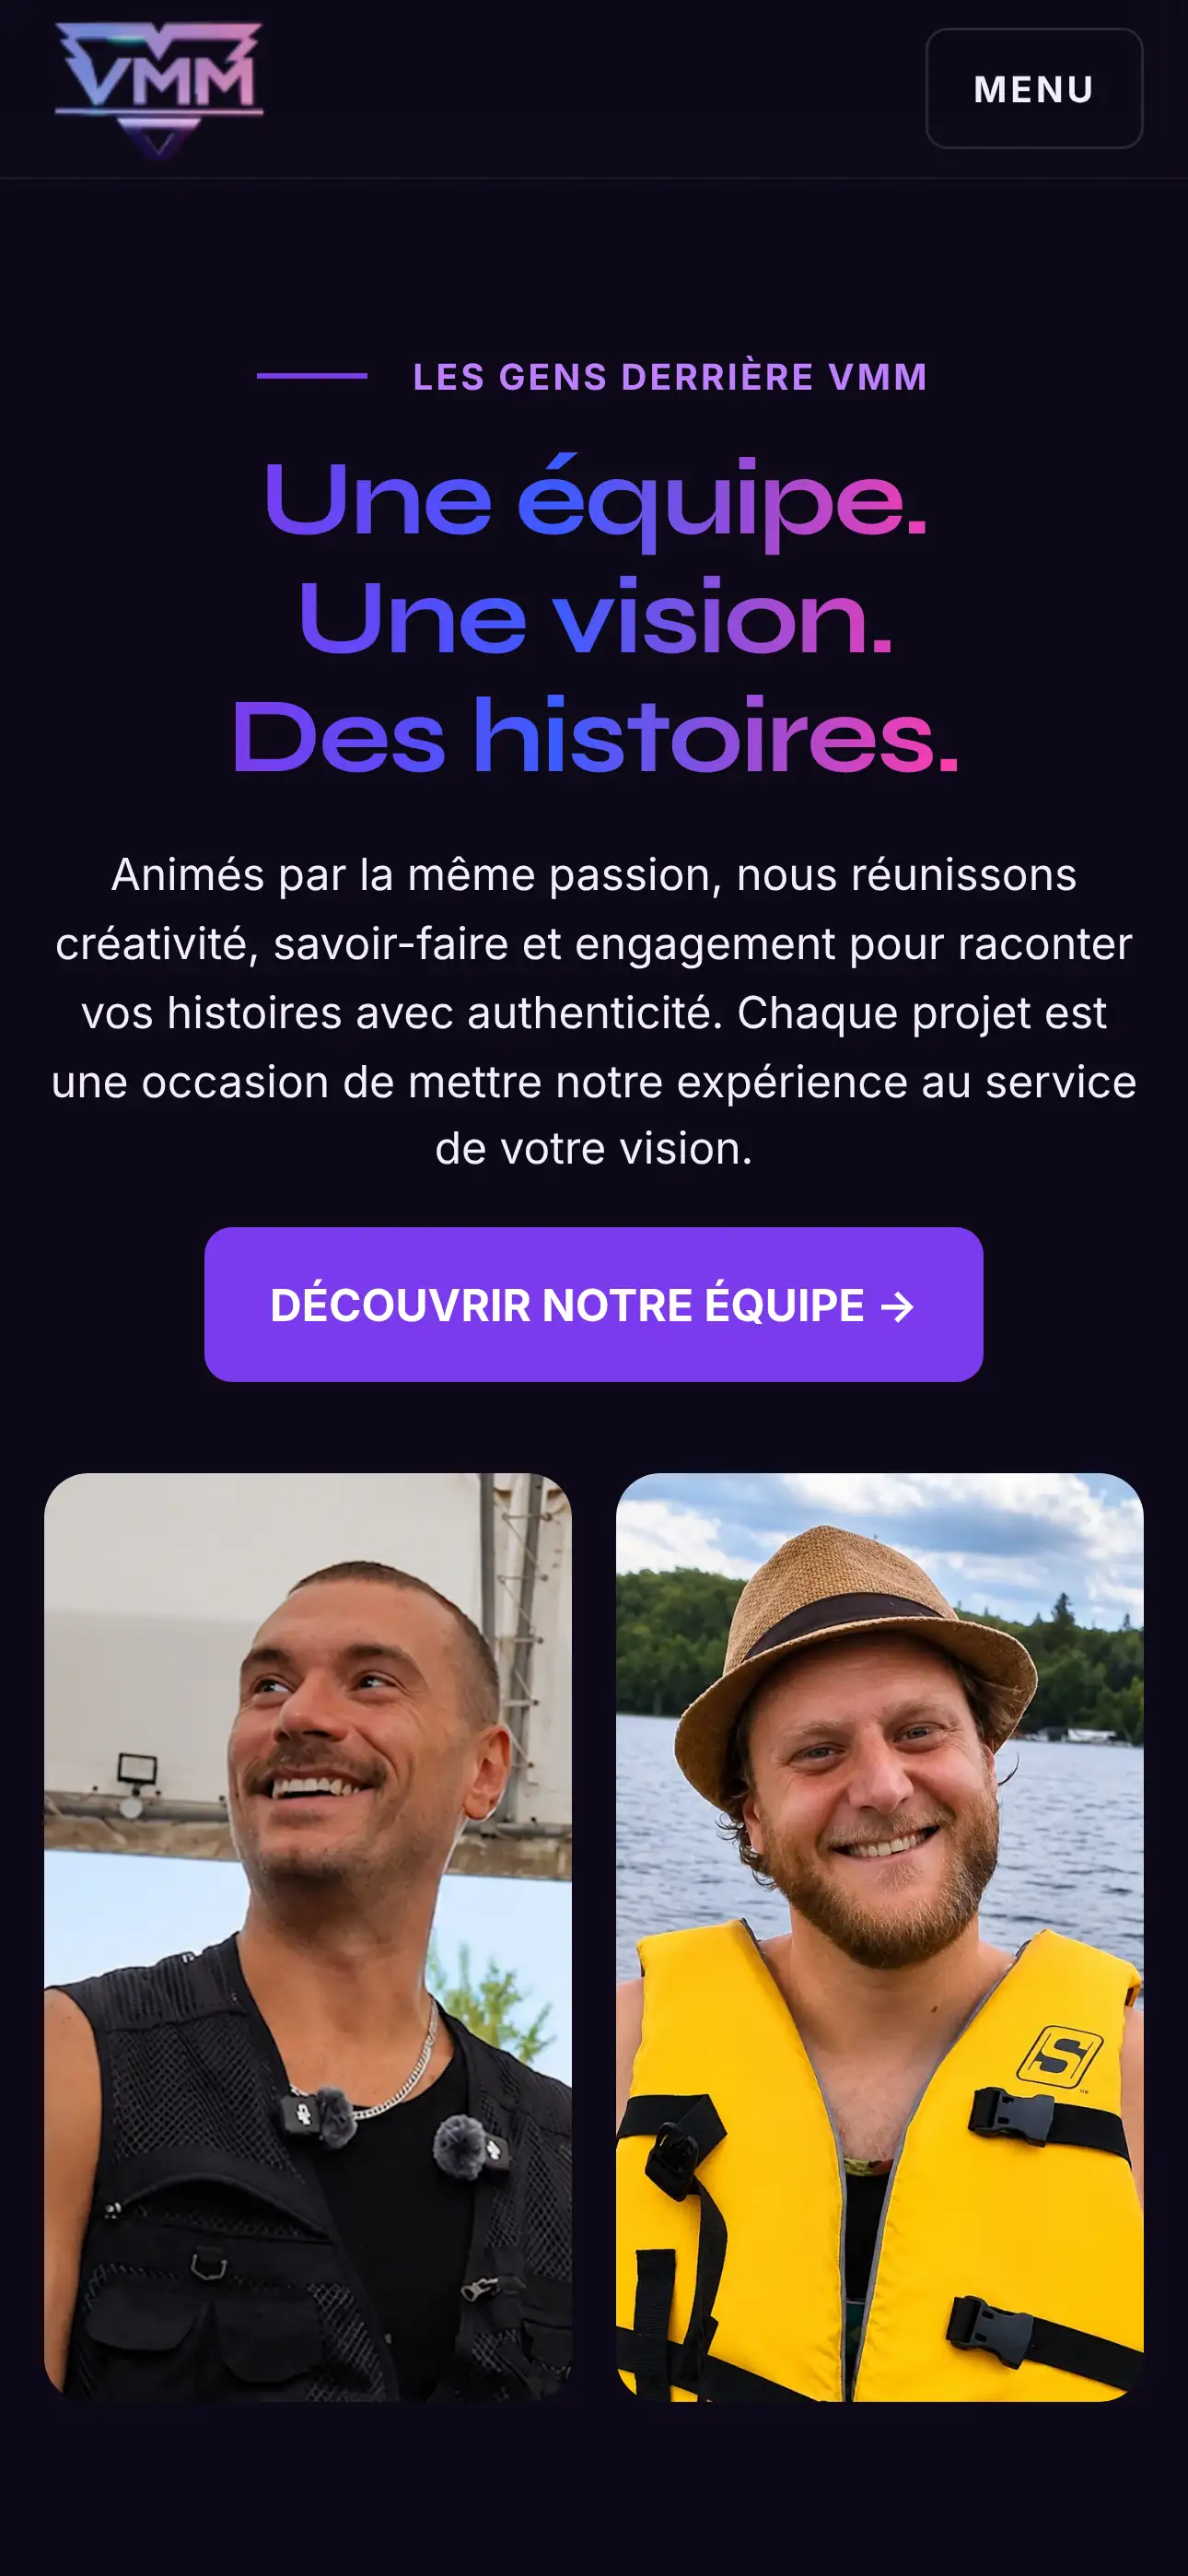 VMM
MENU
LES GENS DERRIÈRE VMM
Une équipe.
Une vision.
Des histoires.
Animés par la même passion, nous réunissons
créativité, savoir-faire et engagement pour raconter
vos histoires avec authenticité. Chaque projet est
une occasion de mettre notre expérience au service
de votre vision.
DÉCOUVRIR NOTRE ÉQUIPE →
S